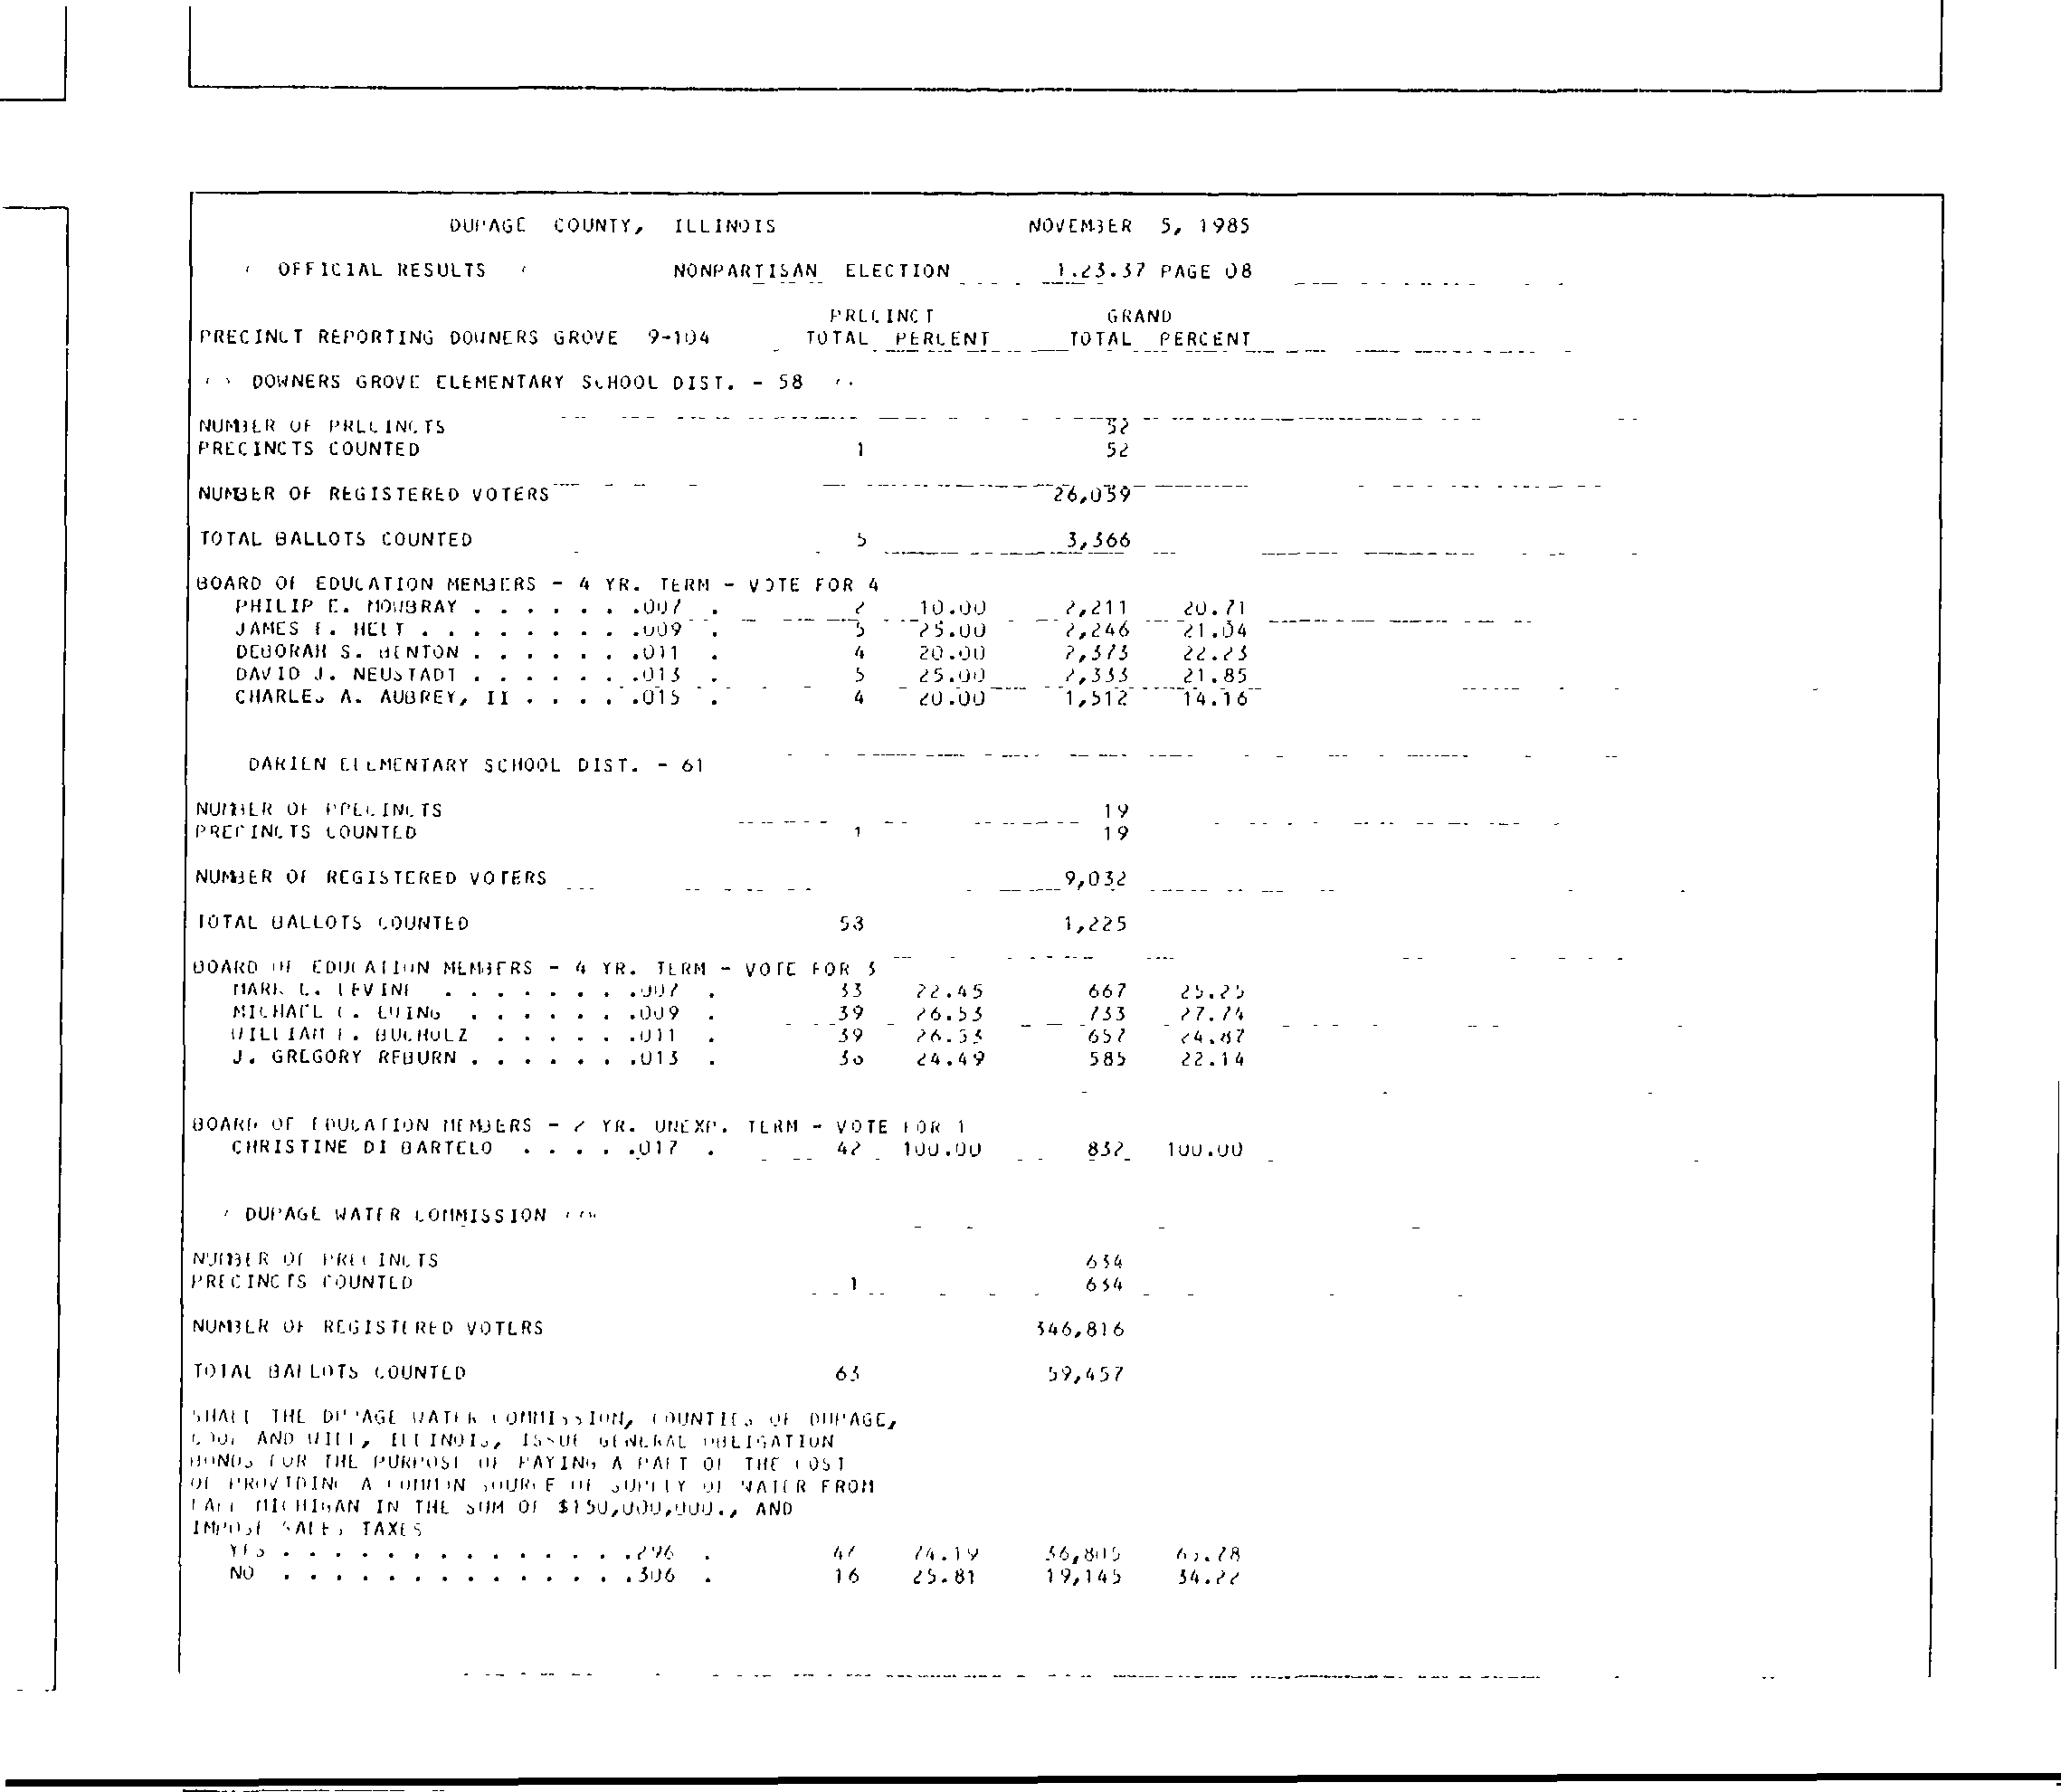 DUPAGE COUNTY, ILLINOIS NOVEMBER 5, 1985
OFFICIAL RESULTS NONPARTISAN ELECTION 1.23.37 PAGE 08
PRECINCT GRAND
PRECINCT REPORTING DOWNERS GROVE 9-104 TOTAL PERCENT TOTAL PERCENT
DOWNERS GROVE ELEMENTARY SCHOOL DIST. - 58
NUMBER OF PRECINCTS 52
PRECINCTS COUNTED 1 52
NUMBER OF REGISTERED VOTERS 26,059
TOTAL BALLOTS COUNTED 5 3,366
BOARD OF EDUCATION MEMBERS - 4 YR. TERM - VOTE FOR 4
PHILIP E. MOWBRAY . . . . . . .007 . 2 10.00 2,211 20.71
JAMES HELT . . . . . . . . .009 . 5 25.00 2,246 21.04
DEBORAH S. BENTON . . . . . . .011 . 4 20.00 2,373 22.23
DAVID J. NEUSTADT . . . . . . .013 . 5 25.00 2,333 21.85
CHARLES A. AUBREY, II . . . . .015 . 4 20.00 1,512 14.16
DARIEN ELEMENTARY SCHOOL DIST. - 61
NUMBER OF PRECINCTS 19
PRECINCTS COUNTED 1 19
NUMBER OF REGISTERED VOTERS 9,032
TOTAL BALLOTS COUNTED 53 1,225
BOARD OF EDUCATION MEMBERS - 4 YR. TERM - VOTE FOR 3
MARK LEVINE . . . . . . . .007 . 33 22.45 667 25.25
MICHAEL EWING . . . . . . .009 . 39 26.53 733 27.74
WILLIAM BUCHOLZ . . . . . .011 . 39 26.53 657 24.87
J. GREGORY REBURN . . . . . . .013 . 36 24.49 585 22.14
BOARD OF EDUCATION MEMBERS - 2 YR. UNEXP. TERM - VOTE FOR 1
CHRISTINE DI BARTELO . . . . .017 . 42 100.00 832 100.00
DUPAGE WATER COMMISSION
NUMBER OF PRECINCTS 634
PRECINCTS COUNTED 1 634
NUMBER OF REGISTERED VOTERS 346,816
TOTAL BALLOTS COUNTED 63 59,457
SHALL THE DUPAGE WATER COMMISSION, COUNTIES OF DUPAGE,
COOK AND WILL, ILLINOIS, ISSUE GENERAL OBLIGATION
BONDS FOR THE PURPOSE OF PAYING A PART OF THE COST
OF PROVIDING A COMMON SOURCE OF SUPPLY OF WATER FROM
LAKE MICHIGAN IN THE SUM OF $150,000,000., AND
IMPOSE SALES TAXES
YES . . . . . . . . . . . . . .296 . 46 74.19 36,805 65.78
NO . . . . . . . . . . . . . .306 . 16 25.81 19,145 34.22